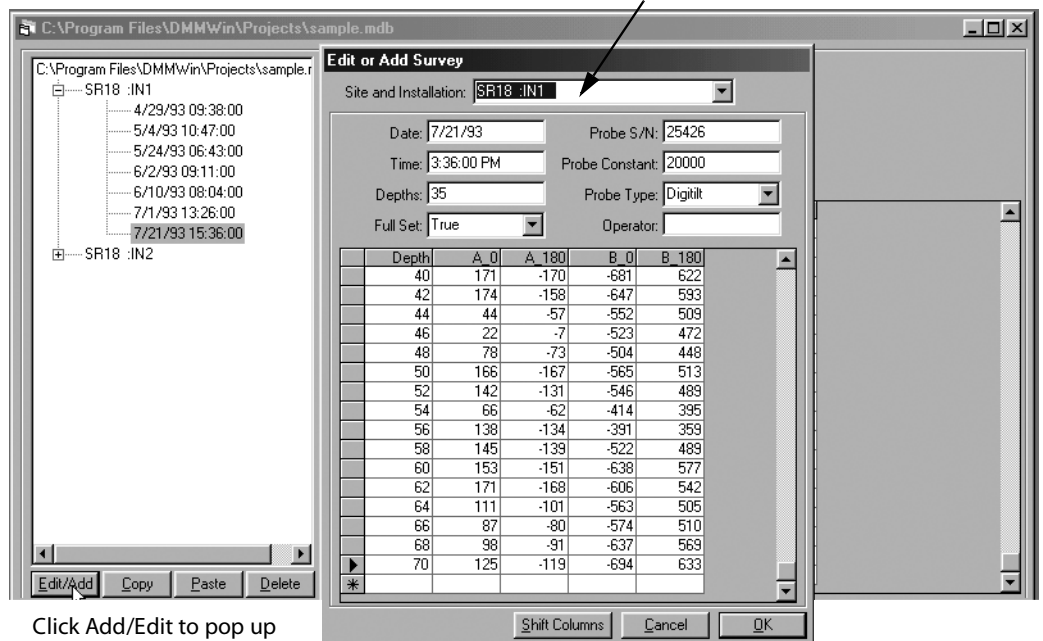 C:\Program Files\DMMWin\Projects\sample.mdb
C:\Program Files\DMMWin\Projects\sample.r
SR18 :IN1
4/29/93 09:38:00
5/4/93 10:47:00
5/24/93 06:43:00
6/2/93 09:11:00
6/10/93 08:04:00
7/1/93 13:26:00
7/21/93 15:36:00
SR18 :IN2
Edit/Add Copy Paste Delete
Click Add/Edit to pop up
Edit or Add Survey
Site and Installation: SR18 :IN1
Date: 7/21/93 Probe S/N: 25426
Time: 3:36:00 PM Probe Constant: 20000
Depths: 35 Probe Type: Digitilt
Full Set: True Operator:
Depth A_0 A_180 B_0 B_180
40 171 -170 -681 622
42 174 -158 -647 593
44 44 -57 -552 509
46 22 -7 -523 472
48 78 -73 -504 448
50 166 -167 -565 513
52 142 -131 -546 489
54 66 -62 -414 395
56 138 -134 -391 359
58 145 -139 -522 489
60 153 -151 -638 577
62 171 -168 -606 542
64 111 -101 -563 505
66 87 -80 -574 510
68 98 -91 -637 569
70 125 -119 -694 633
Shift Columns Cancel OK